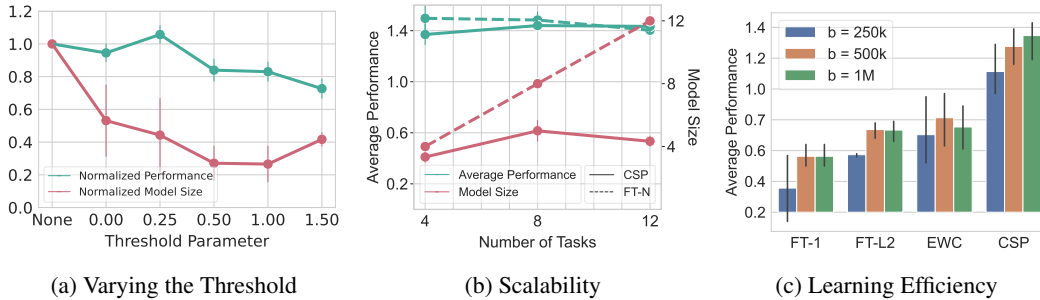 1.2
1.0
0.8
0.6
0.4
0.2
0.0
Normalized Performance
Normalized Model Size
None 0.00 0.25 0.50 1.00 1.50
Threshold Parameter
(a) Varying the Threshold
Average Performance
1.4
1.0
0.6
0.2
Average Performance
Model Size
CSP
FT-N
12
8
4
Model Size
4 8 12
Number of Tasks
(b) Scalability
Average Performance
1.4
1.2
1.0
0.7
0.4
0.2
b = 250k
b = 500k
b = 1M
FT-1 FT-L2 EWC CSP
(c) Learning Efficiency